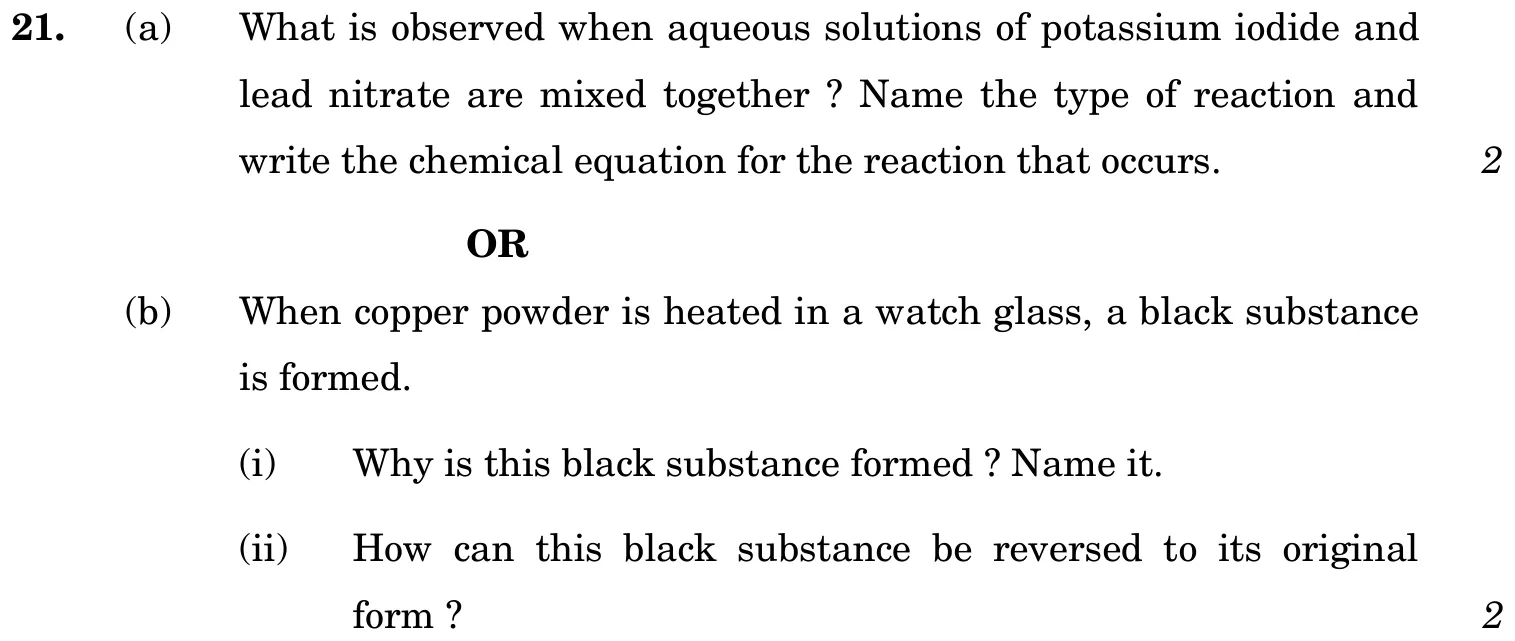 21. (a) What is observed when aqueous solutions of potassium iodide and
lead nitrate are mixed together ? Name the type of reaction and
write the chemical equation for the reaction that occurs. 2
OR
(b) When copper powder is heated in a watch glass, a black substance
is formed.
(i) Why is this black substance formed ? Name it.
(ii) How can this black substance be reversed to its original
form ? 2